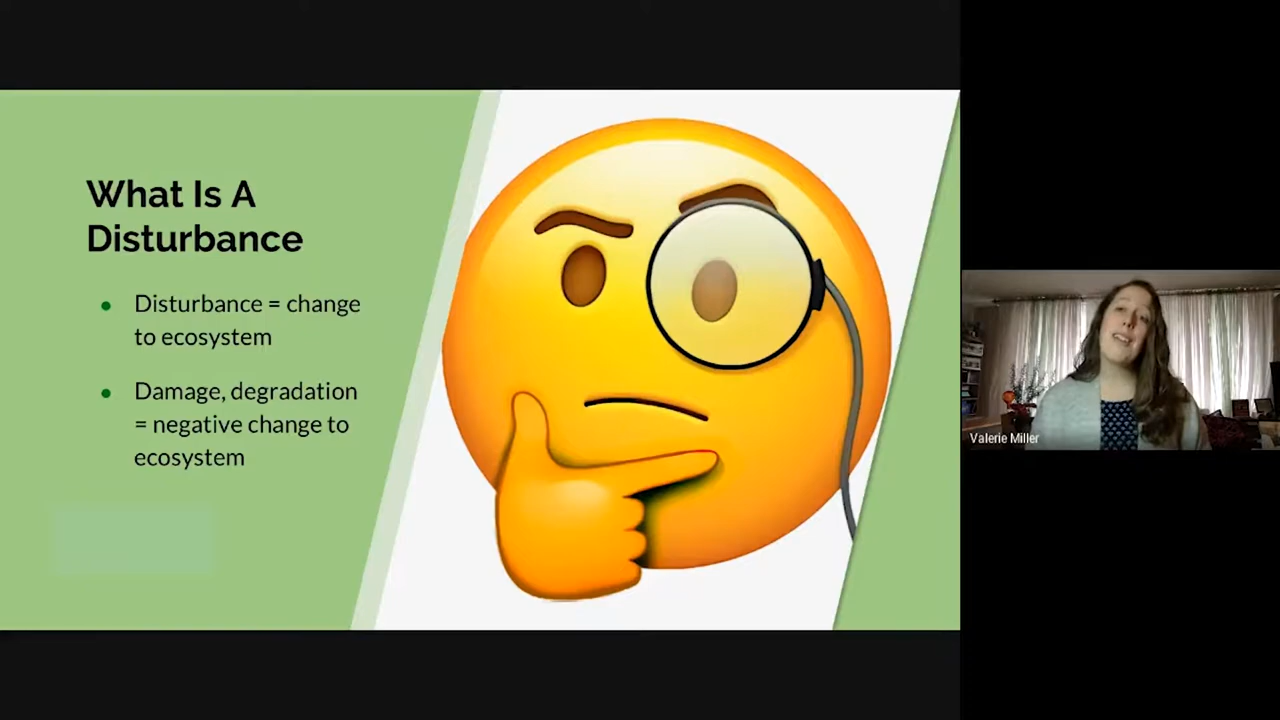 What Is A
Disturbance
● Disturbance = change
to ecosystem
● Damage, degradation
= negative change to
ecosystem
Valerie Miller